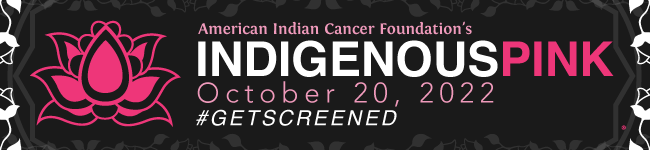 American Indian Cancer Foundation's
INDIGENOUSPINK
October 20, 2022
#GETSCREENED
®